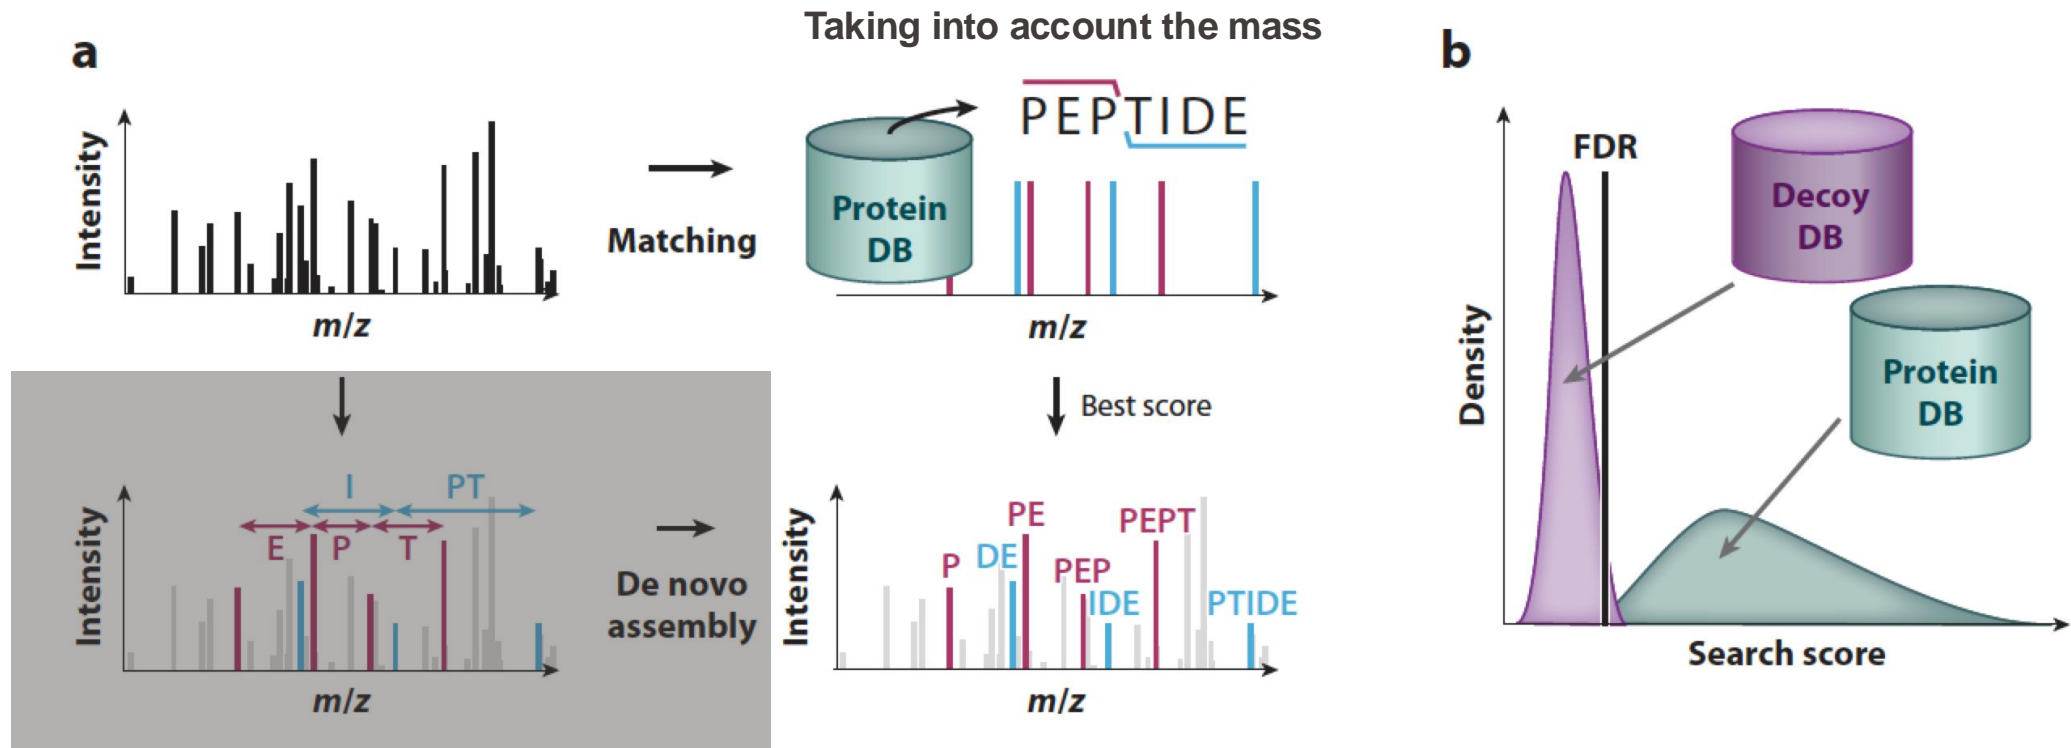 Taking into account the mass
a
Intensity
m/z
Matching
Protein
DB
PEPTIDE
m/z
Best score
I
PT
E
P
T
Intensity
m/z
De novo
assembly
P
DE
PE
PEP
IDE
PEPT
PTIDE
Intensity
m/z
b
FDR
Decoy
DB
Protein
DB
Density
Search score